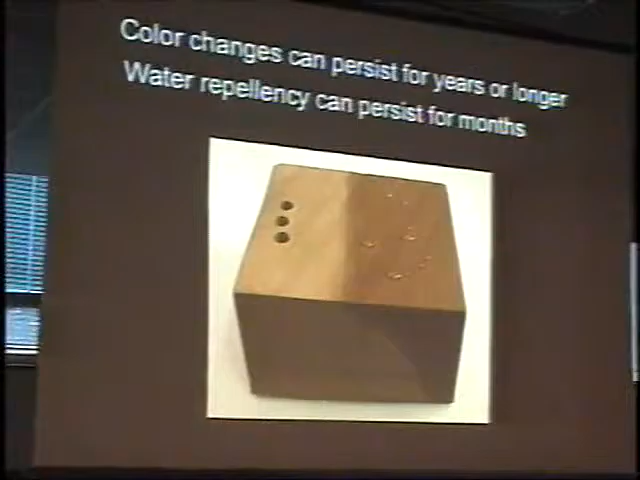 Color changes can persist for years or longer
Water repellency can persist for months